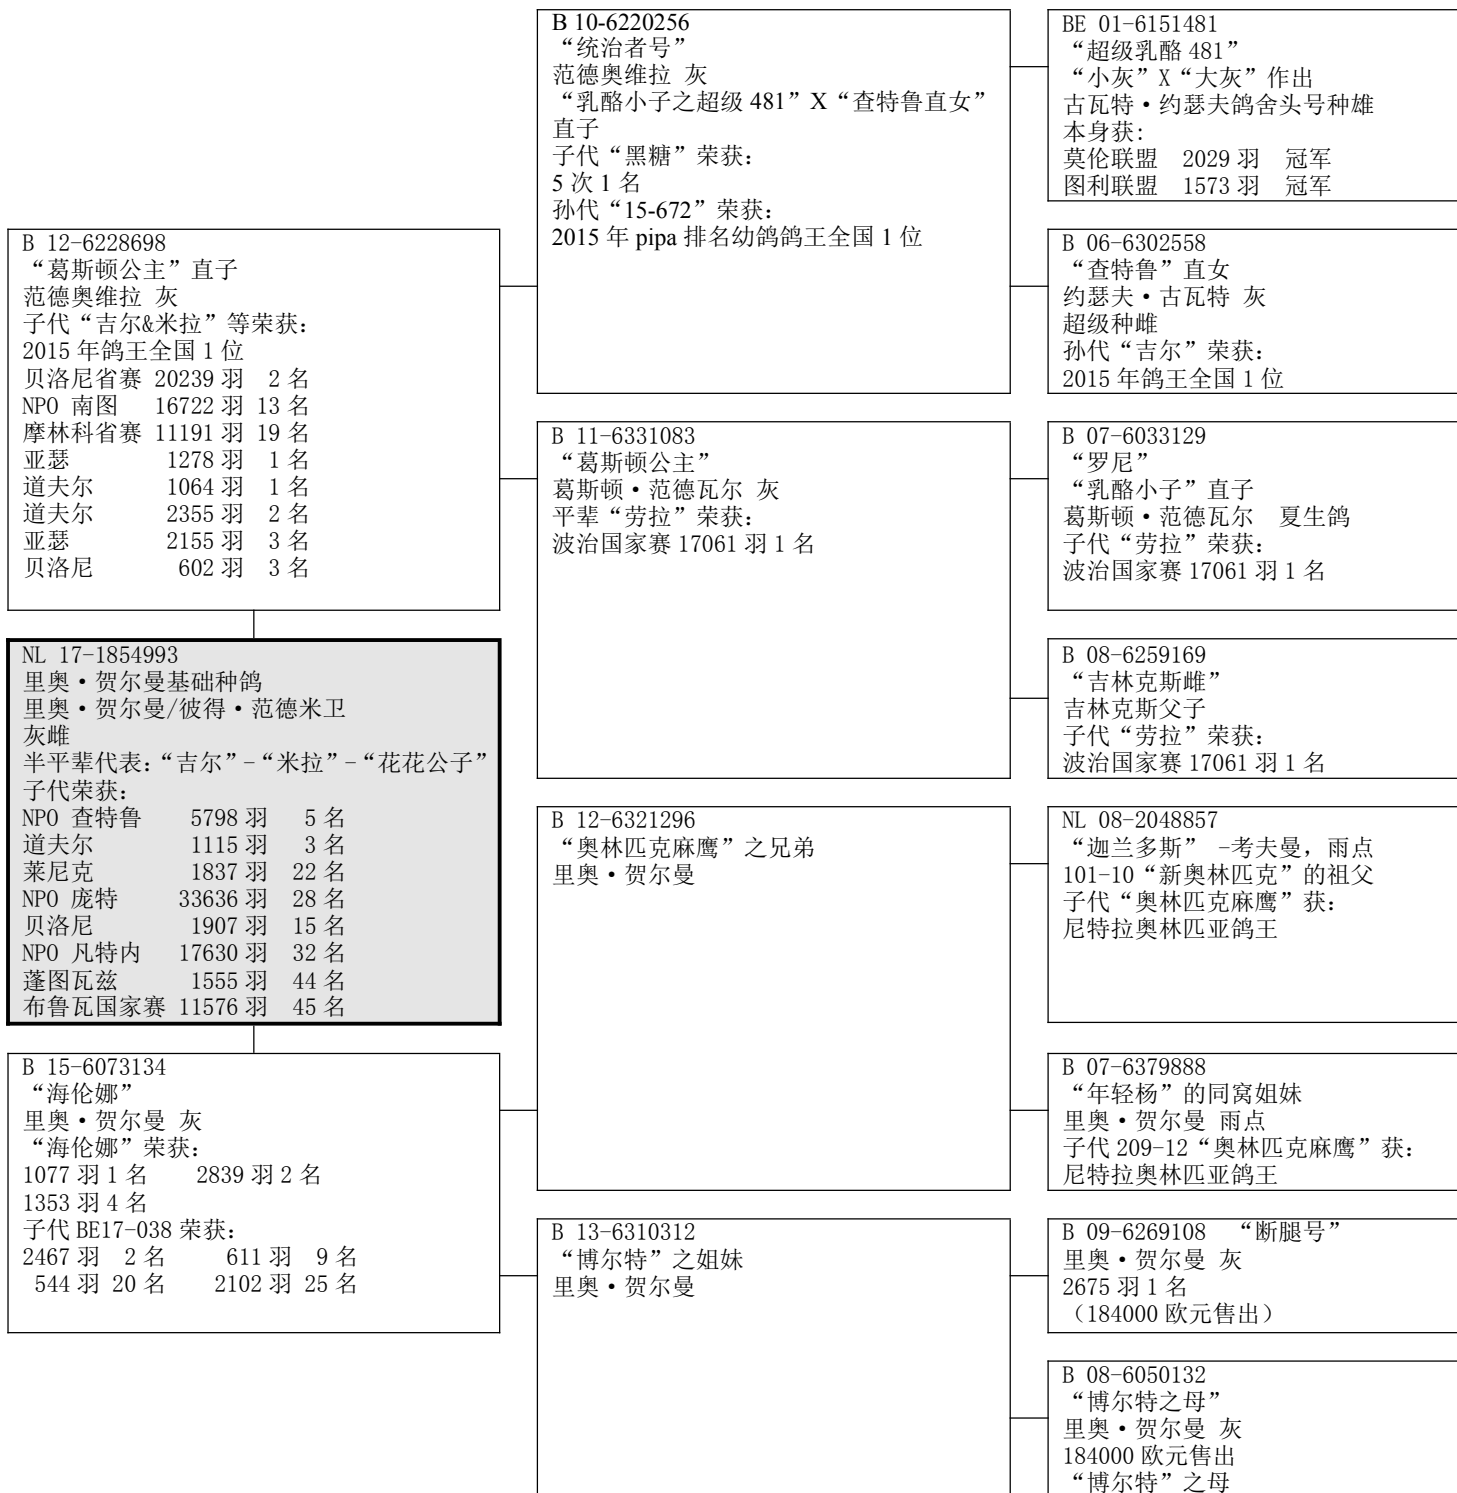 B 12-6228698
“葛斯顿公主”直子
范德奥维拉 灰
子代“吉尔&米拉”等荣获：
2015 年鸽王全国 1 位
贝洛尼省赛 20239 羽 2 名
NPO 南图 16722 羽 13 名
摩林科省赛 11191 羽 19 名
亚瑟 1278 羽 1 名
道夫尔 1064 羽 1 名
道夫尔 2355 羽 2 名
亚瑟 2155 羽 3 名
贝洛尼 602 羽 3 名
NL 17-1854993
里奥•贺尔曼基础种鸽
里奥•贺尔曼/彼得•范德米卫
灰雌
半平辈代表：“吉尔”-“米拉”-“花花公子”
子代荣获：
NPO 查特鲁 5798 羽 5 名
道夫尔 1115 羽 3 名
莱尼克 1837 羽 22 名
NPO 庞特 33636 羽 28 名
贝洛尼 1907 羽 15 名
NPO 凡特内 17630 羽 32 名
蓬图瓦兹 1555 羽 44 名
布鲁瓦国家赛 11576 羽 45 名
B 15-6073134
“海伦娜”
里奥•贺尔曼 灰
“海伦娜”荣获：
1077 羽 1 名 2839 羽 2 名
1353 羽 4 名
子代 BE17-038 荣获：
2467 羽 2 名 611 羽 9 名
544 羽 20 名 2102 羽 25 名
B 10-6220256
“统治者号”
范德奥维拉 灰
“乳酪小子之超级 481”X“查特鲁直女”
直子
子代“黑糖”荣获：
5 次 1 名
孙代“15-672”荣获：
2015 年 pipa 排名幼鸽鸽王全国 1 位
B 11-6331083
“葛斯顿公主”
葛斯顿•范德瓦尔 灰
平辈“劳拉”荣获：
波治国家赛 17061 羽 1 名
B 12-6321296
“奥林匹克麻鹰”之兄弟
里奥•贺尔曼
B 13-6310312
“博尔特”之姐妹
里奥•贺尔曼
BE 01-6151481
“超级乳酪 481”
“小灰”X“大灰”作出
古瓦特•约瑟夫鸽舍头号种雄
本身获：
莫伦联盟 2029 羽 冠军
图利联盟 1573 羽 冠军
B 06-6302558
“查特鲁”直女
约瑟夫•古瓦特 灰
超级种雌
孙代“吉尔”荣获：
2015 年鸽王全国 1 位
B 07-6033129
“罗尼”
“乳酪小子”直子
葛斯顿•范德瓦尔 夏生鸽
子代“劳拉”荣获：
波治国家赛 17061 羽 1 名
B 08-6259169
“吉林克斯雌”
吉林克斯父子
子代“劳拉”荣获：
波治国家赛 17061 羽 1 名
NL 08-2048857
“迦兰多斯” -考夫曼，雨点
101-10“新奥林匹克”的祖父
子代“奥林匹克麻鹰”获：
尼特拉奥林匹亚鸽王
B 07-6379888
“年轻杨”的同窝姐妹
里奥•贺尔曼 雨点
子代 209-12“奥林匹克麻鹰”获：
尼特拉奥林匹亚鸽王
B 09-6269108 “断腿号”
里奥•贺尔曼 灰
2675 羽 1 名
（184000 欧元售出）
B 08-6050132
“博尔特之母”
里奥•贺尔曼 灰
184000 欧元售出
“博尔特”之母